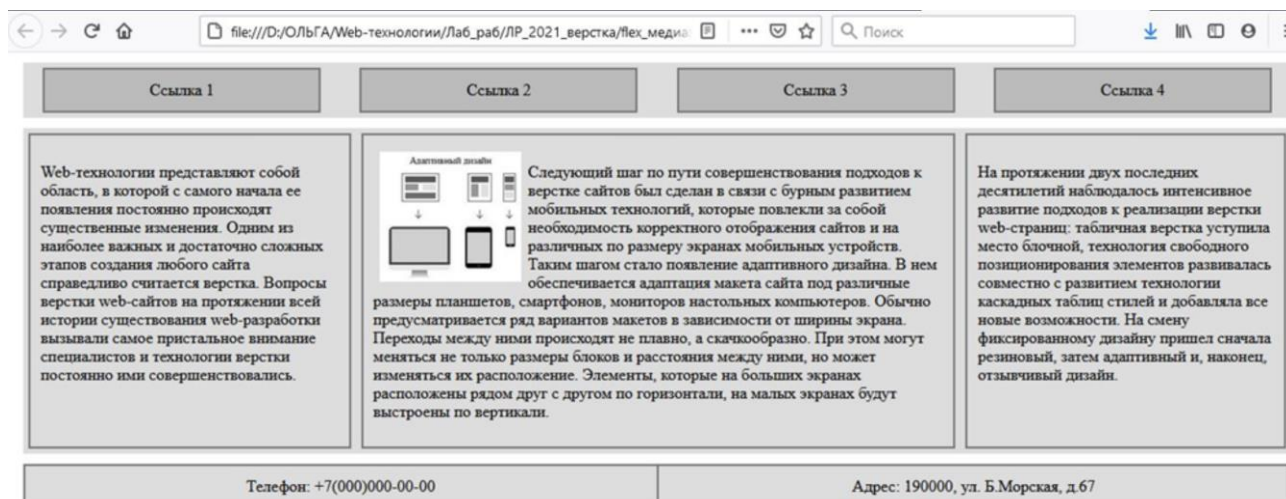 file:///D:/ОЛЬГА/Web-технологии/Лаб_раб//ЛР_2021_верстка/flex_медиа
Поиск
Ссылка 1
Ссылка 2
Ссылка 3
Ссылка 4
Web-технологии представляют собой
область, в которой с самого начала ее
появления постоянно происходят
существенные изменения. Одним из
наиболее важных и достаточно сложных
этапов создания любого сайта
справедливо считается верстка. Вопросы
верстки web-сайтов на протяжении всей
истории существования web-разработки
вызывали самое пристальное внимание
специалистов и технологии верстки
постоянно ими совершенствовались.
Адаптивный дизайн
Следующий шаг по пути совершенствования подходов к
верстке сайтов был сделан в связи с бурным развитием
мобильных технологий, которые повлекли за собой
необходимость корректного отображения сайтов и на
различных по размеру экранах мобильных устройств.
Таким шагом стало появление адаптивного дизайна. В нем
обеспечивается адаптация макета сайта под различные
размеры планшетов, смартфонов, мониторов настольных компьютеров. Обычно
предусматривается ряд вариантов макетов в зависимости от ширины экрана.
Переходы между ними происходят не плавно, а скачкообразно. При этом могут
меняться не только размеры блоков и расстояния между ними, но может
изменяться их расположение. Элементы, которые на больших экранах
расположены рядом друг с другом по горизонтали, на малых экранах будут
выстроены по вертикали.
На протяжении двух последних
десятилетий наблюдалось интенсивное
развитие подходов к реализации верстки
web-страниц: табличная верстка уступила
место блочной, технология свободного
позиционирования элементов развивалась
совместно с развитием технологии
каскадных таблиц стилей и добавляла все
новые возможности. На смену
фиксированному дизайну пришел сначала
резиновый, затем адаптивный и, наконец,
отзывчивый дизайн.
Телефон: +7(000)000-00-00
Адрес: 190000, ул. Б.Морская, д.67